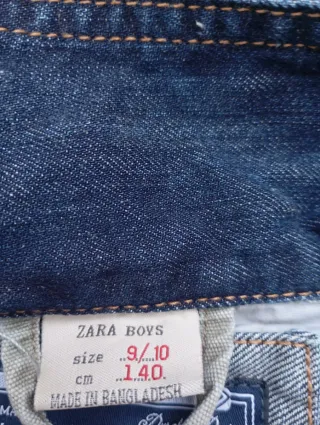 ZARA BOYS
size 9/10
cm 140
MADE IN BANGLADESH